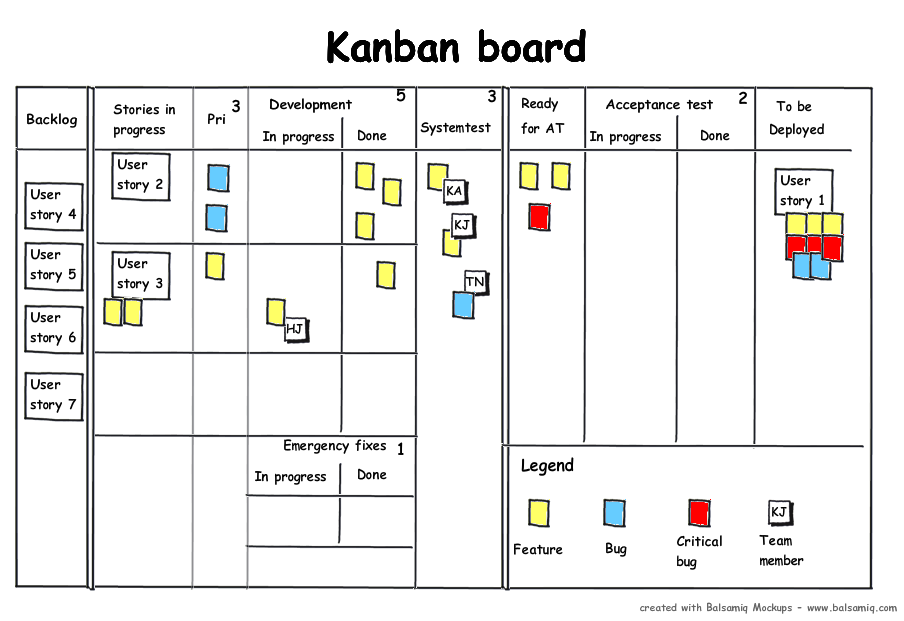 Kanban board
Backlog
Stories in
progress
3
Pri
Development
5
In progress
Done
3
Systemtest
Ready
for AT
Acceptance test
2
In progress
Done
To be
Deployed
User
story 4
User
story 5
User
story 6
User
story 7
User
story 2
User
story 3
HJ
KA
KJ
TN
User
story 1
Emergency fixes
1
In progress
Done
Legend
Feature
Bug
Critical
bug
KJ
Team
member
created with Balsamiq Mockups - www.balsamiq.com